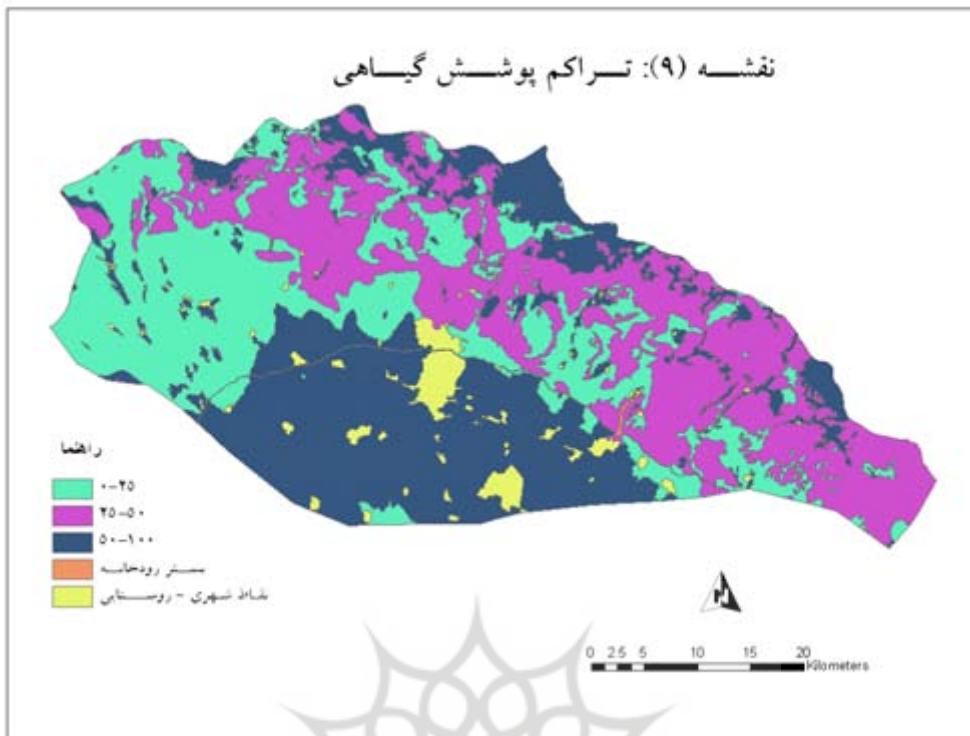 نقشه (۹): تراکم پوشش گیاهی
راهنما
۰-۲۵
۲۵-۵۰
۵۰-۱۰۰
بستر رودخانه
نقاط شهری - روستایی
0 2.5 5 10 15 20
Kilometers